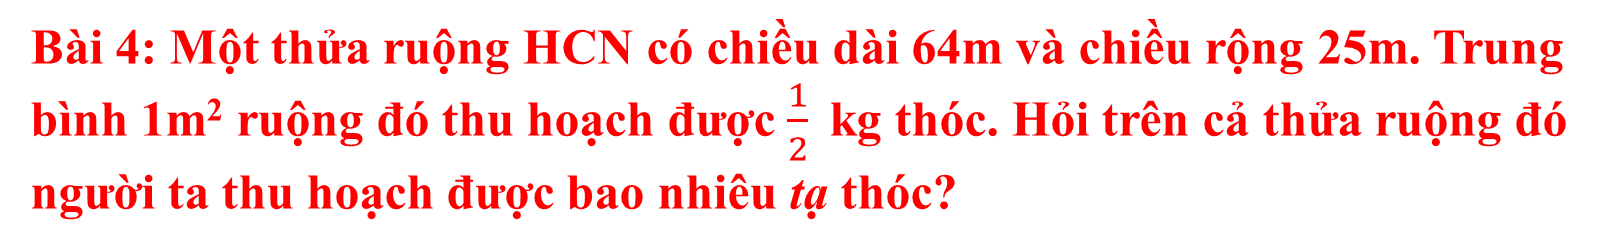 Bài 4: Một thửa ruộng HCN có chiều dài 64m và chiều rộng 25m. Trung
bình 1m² ruộng đó thu hoạch được 1/2 kg thóc. Hỏi trên cả thửa ruộng đó
người ta thu hoạch được bao nhiêu tạ thóc?